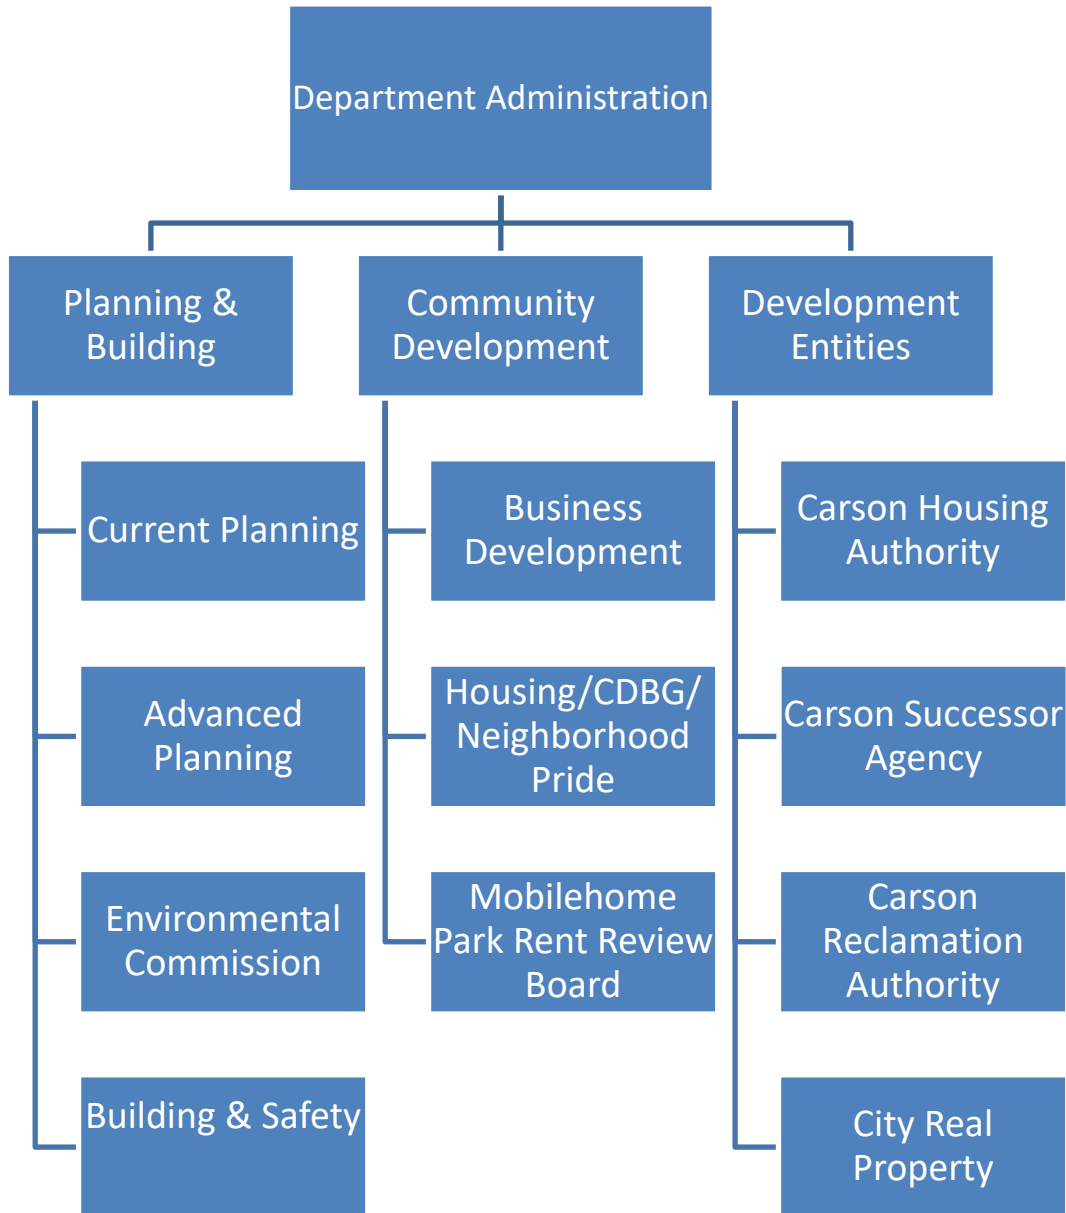 Department Administration
Planning &
Building
Community
Development
Development
Entities
Current Planning
Business
Development
Carson Housing
Authority
Advanced
Planning
Housing/CDBG/
Neighborhood
Pride
Carson Successor
Agency
Environmental
Commission
Mobilehome
Park Rent Review
Board
Carson
Reclamation
Authority
Building & Safety
City Real
Property